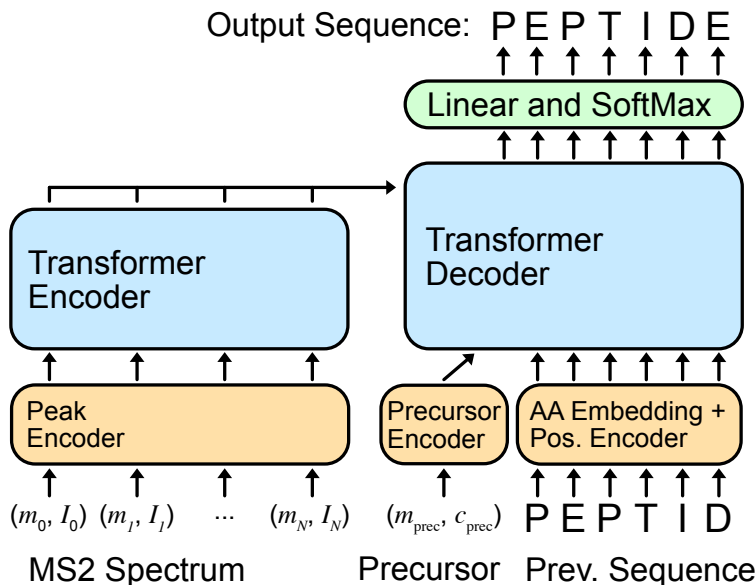 Output Sequence: P E P T I D E
Linear and SoftMax
Transformer
Encoder
Transformer
Decoder
Peak
Encoder
Precursor
Encoder
AA Embedding +
Pos. Encoder
(m0, I0) (m1, I1) ... (mN, IN)
(mprec, cprec)
P E P T I D
MS2 Spectrum
Precursor
Prev. Sequence